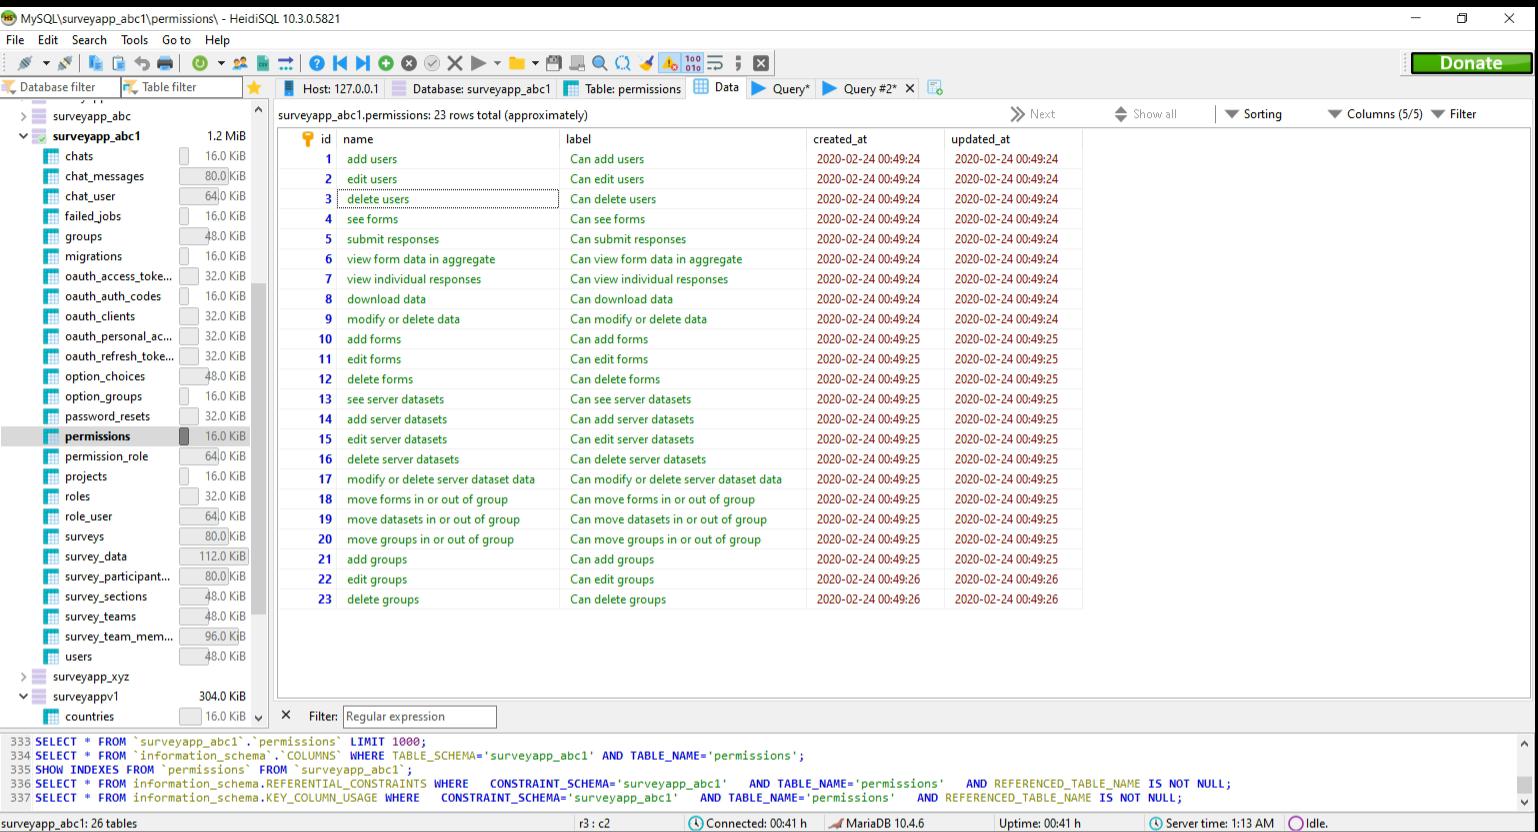 MySQL\surveyapp_abc1\permissions\ - HeidiSQL 10.3.0.5821
File Edit Search Tools Go to Help
Donate
Database filter Table filter Host: 127.0.0.1 Database: surveyapp_abc1 Table: permissions Data Query* Query #2*
surveyapp_abc
surveyapp_abc1 1.2 MiB
chats 16.0 KiB
chat_messages 80.0 KiB
chat_user 64.0 KiB
failed_jobs 16.0 KiB
groups 48.0 KiB
migrations 16.0 KiB
oauth_access_toke... 32.0 KiB
oauth_auth_codes 16.0 KiB
oauth_clients 32.0 KiB
oauth_personal_ac... 32.0 KiB
oauth_refresh_toke... 32.0 KiB
option_choices 48.0 KiB
option_groups 16.0 KiB
password_resets 32.0 KiB
permissions 16.0 KiB
permission_role 64.0 KiB
projects 16.0 KiB
roles 32.0 KiB
role_user 64.0 KiB
surveys 80.0 KiB
survey_data 112.0 KiB
survey_participant... 80.0 KiB
survey_sections 48.0 KiB
survey_teams 48.0 KiB
survey_team_mem... 96.0 KiB
users 48.0 KiB
surveyapp_xyz
surveyappv1 304.0 KiB
countries 16.0 KiB
surveyapp_abc1.permissions: 23 rows total (approximately) Next Show all Sorting Columns (5/5) Filter
id name label created_at updated_at
1 add users Can add users 2020-02-24 00:49:24 2020-02-24 00:49:24
2 edit users Can edit users 2020-02-24 00:49:24 2020-02-24 00:49:24
3 delete users Can delete users 2020-02-24 00:49:24 2020-02-24 00:49:24
4 see forms Can see forms 2020-02-24 00:49:24 2020-02-24 00:49:24
5 submit responses Can submit responses 2020-02-24 00:49:24 2020-02-24 00:49:24
6 view form data in aggregate Can view form data in aggregate 2020-02-24 00:49:24 2020-02-24 00:49:24
7 view individual responses Can view individual responses 2020-02-24 00:49:24 2020-02-24 00:49:24
8 download data Can download data 2020-02-24 00:49:24 2020-02-24 00:49:24
9 modify or delete data Can modify or delete data 2020-02-24 00:49:24 2020-02-24 00:49:24
10 add forms Can add forms 2020-02-24 00:49:25 2020-02-24 00:49:25
11 edit forms Can edit forms 2020-02-24 00:49:25 2020-02-24 00:49:25
12 delete forms Can delete forms 2020-02-24 00:49:25 2020-02-24 00:49:25
13 see server datasets Can see server datasets 2020-02-24 00:49:25 2020-02-24 00:49:25
14 add server datasets Can add server datasets 2020-02-24 00:49:25 2020-02-24 00:49:25
15 edit server datasets Can edit server datasets 2020-02-24 00:49:25 2020-02-24 00:49:25
16 delete server datasets Can delete server datasets 2020-02-24 00:49:25 2020-02-24 00:49:25
17 modify or delete server dataset data Can modify or delete server dataset data 2020-02-24 00:49:25 2020-02-24 00:49:25
18 move forms in or out of group Can move forms in or out of group 2020-02-24 00:49:25 2020-02-24 00:49:25
19 move datasets in or out of group Can move datasets in or out of group 2020-02-24 00:49:25 2020-02-24 00:49:25
20 move groups in or out of group Can move groups in or out of group 2020-02-24 00:49:25 2020-02-24 00:49:25
21 add groups Can add groups 2020-02-24 00:49:25 2020-02-24 00:49:25
22 edit groups Can edit groups 2020-02-24 00:49:26 2020-02-24 00:49:26
23 delete groups Can delete groups 2020-02-24 00:49:26 2020-02-24 00:49:26
Filter: Regular expression
333 SELECT * FROM `surveyapp_abc1`.`permissions` LIMIT 1000;
334 SELECT * FROM `information_schema`.`COLUMNS` WHERE TABLE_SCHEMA='surveyapp_abc1' AND TABLE_NAME='permissions';
335 SHOW INDEXES FROM `permissions` FROM `surveyapp_abc1`;
336 SELECT * FROM information_schema.REFERENTIAL_CONSTRAINTS WHERE CONSTRAINT_SCHEMA='surveyapp_abc1' AND TABLE_NAME='permissions' AND REFERENCED_TABLE_NAME IS NOT NULL;
337 SELECT * FROM information_schema.KEY_COLUMN_USAGE WHERE CONSTRAINT_SCHEMA='surveyapp_abc1' AND TABLE_NAME='permissions' AND REFERENCED_TABLE_NAME IS NOT NULL;
surveyapp_abc1: 26 tables r3 : c2 Connected: 00:41 h MariaDB 10.4.6 Uptime: 00:41 h Server time: 1:13 AM Idle.